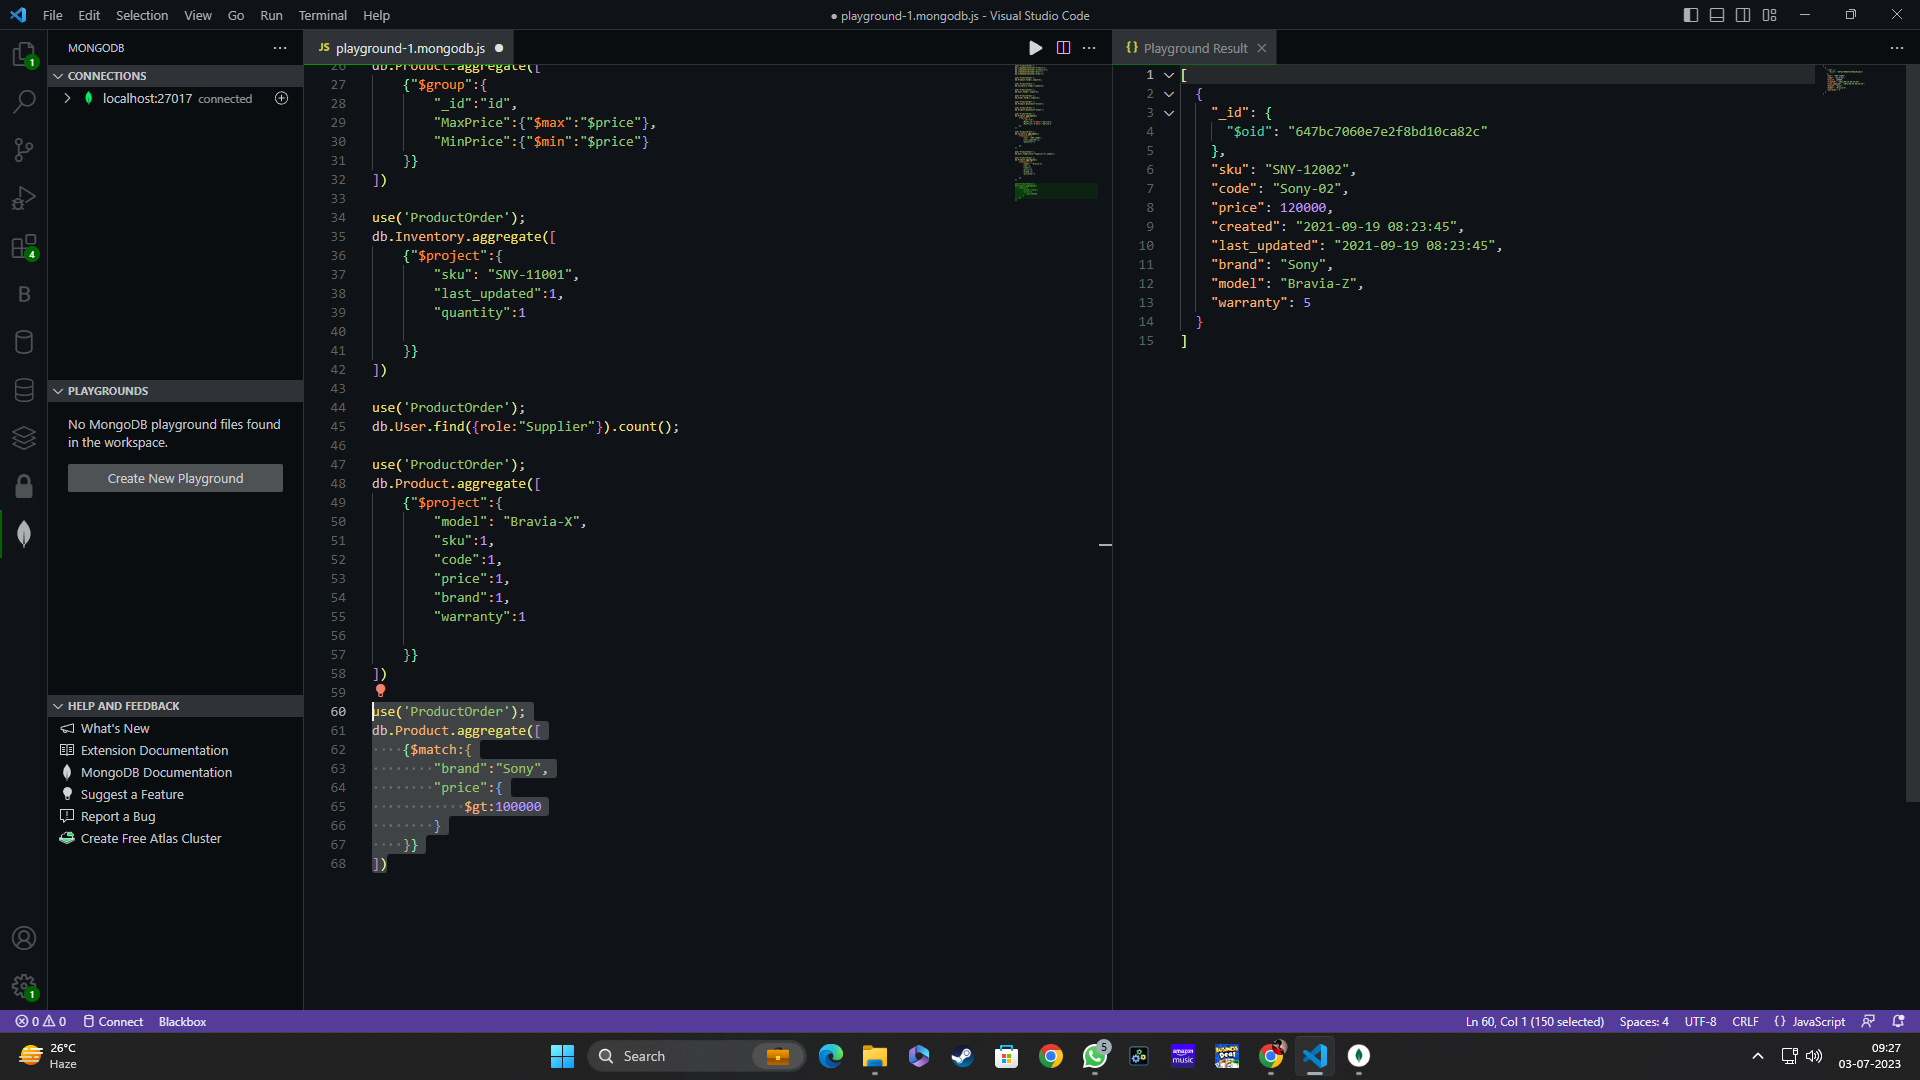 File Edit Selection View Go Run Terminal Help
● playground-1.mongodb.js - Visual Studio Code
MONGODB
CONNECTIONS
localhost:27017 connected
PLAYGROUNDS
No MongoDB playground files found
in the workspace.
Create New Playground
HELP AND FEEDBACK
What's New
Extension Documentation
MongoDB Documentation
Suggest a Feature
Report a Bug
Create Free Atlas Cluster
1
4
B
1
JS playground-1.mongodb.js
26 db.Product.aggregate([
27 {"$group":{
28 "_id":"id",
29 "MaxPrice":{"$max":"$price"},
30 "MinPrice":{"$min":"$price"}
31 }}
32 ])
33
34 use('ProductOrder');
35 db.Inventory.aggregate([
36 {"$project":{
37 "sku": "SNY-11001",
38 "last_updated":1,
39 "quantity":1
40
41 }}
42 ])
43
44 use('ProductOrder');
45 db.User.find({role:"Supplier"}).count();
46
47 use('ProductOrder');
48 db.Product.aggregate([
49 {"$project":{
50 "model": "Bravia-X",
51 "sku":1,
52 "code":1,
53 "price":1,
54 "brand":1,
55 "warranty":1
56
57 }}
58 ])
59
60 use('ProductOrder');
61 db.Product.aggregate([
62 {$match:{
63 "brand":"Sony",
64 "price":{
65 $gt:100000
66 }
67 }}
68 ])
{} Playground Result
1 [
2 {
3 "_id": {
4 "$oid": "647bc7060e7e2f8bd10ca82c"
5 },
6 "sku": "SNY-12002",
7 "code": "Sony-02",
8 "price": 120000,
9 "created": "2021-09-19 08:23:45",
10 "last_updated": "2021-09-19 08:23:45",
11 "brand": "Sony",
12 "model": "Bravia-Z",
13 "warranty": 5
14 }
15 ]
0 0 Connect Blackbox
Ln 60, Col 1 (150 selected) Spaces: 4 UTF-8 CRLF {} JavaScript
26°C
Haze
Search
5
amazon music
09:27
03-07-2023